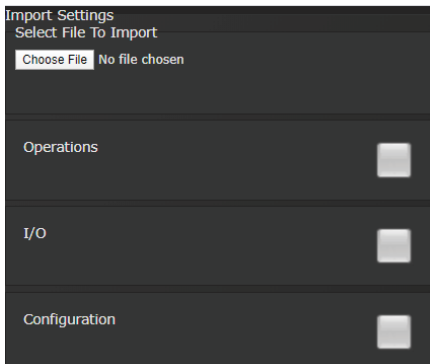 Import Settings
Select File To Import
Choose File No file chosen
Operations
I/O
Configuration